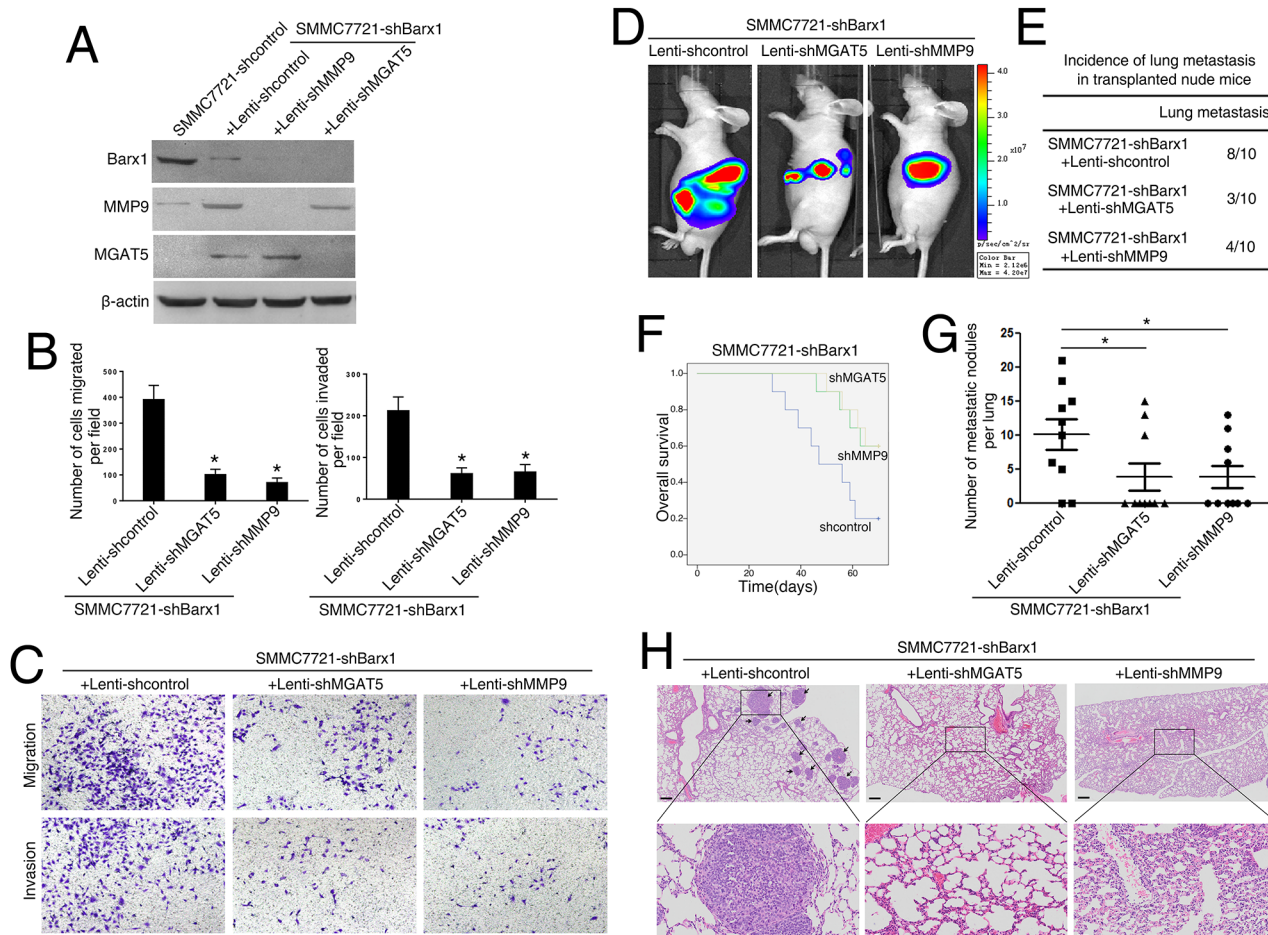 A
SMMC7721-shBarx1
SMMC7721-shcontrol
+Lenti-shcontrol
+Lenti-shMMP9
+Lenti-shMGAT5
Barx1
MMP9
MGAT5
β-actin
B
Number of cells migrated
per field
500
400
300
200
100
0
*
*
Lenti-shcontrol
Lenti-shMGAT5
Lenti-shMMP9
SMMC7721-shBarx1
Number of cells invaded
per field
300
200
100
0
*
*
Lenti-shcontrol
Lenti-shMGAT5
Lenti-shMMP9
SMMC7721-shBarx1
C
SMMC7721-shBarx1
+Lenti-shcontrol
+Lenti-shMGAT5
+Lenti-shMMP9
Migration
Invasion
D
SMMC7721-shBarx1
Lenti-shcontrol
Lenti-shMGAT5
Lenti-shMMP9
4.0
3.0
x10^7
2.0
1.0
p/sec/cm^2/sr
Color Bar
Min = 2.12e6
Max = 4.20e7
E
Incidence of lung metastasis
in transplanted nude mice
Lung metastasis
SMMC7721-shBarx1
+Lenti-shcontrol
8/10
SMMC7721-shBarx1
+Lenti-shMGAT5
3/10
SMMC7721-shBarx1
+Lenti-shMMP9
4/10
F
SMMC7721-shBarx1
Overall survival
1.0
0.8
0.6
0.4
0.2
0.0
shMGAT5
shMMP9
shcontrol
0
20
40
60
Time(days)
G
Number of metastatic nodules
per lung
25
20
15
10
5
0
*
*
Lenti-shcontrol
Lenti-shMGAT5
Lenti-shMMP9
SMMC7721-shBarx1
H
SMMC7721-shBarx1
+Lenti-shcontrol
+Lenti-shMGAT5
+Lenti-shMMP9